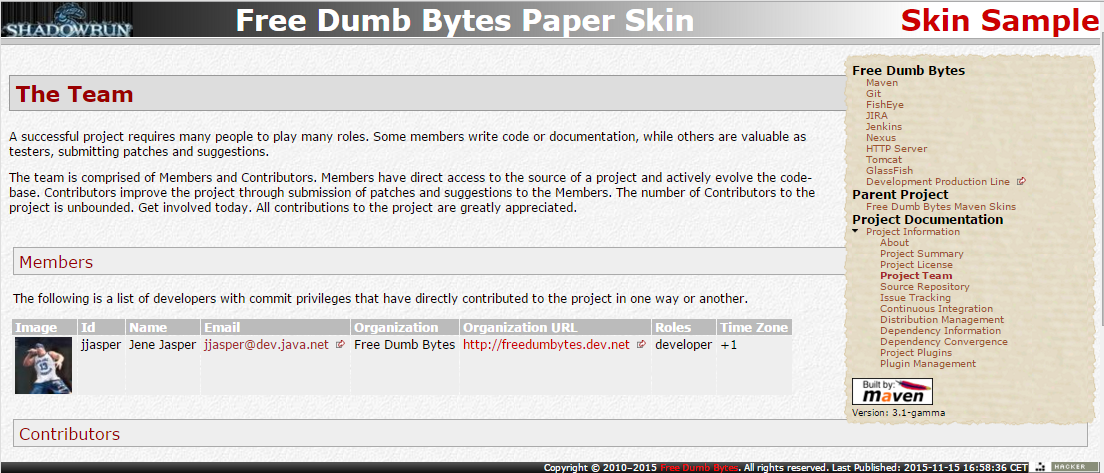 SHADOWRUN
Free Dumb Bytes Paper Skin
Skin Sample
The Team
A successful project requires many people to play many roles. Some members write code or documentation, while others are valuable as
testers, submitting patches and suggestions.
The team is comprised of Members and Contributors. Members have direct access to the source of a project and actively evolve the code-
base. Contributors improve the project through submission of patches and suggestions to the Members. The number of Contributors to the
project is unbounded. Get involved today. All contributions to the project are greatly appreciated.
Members
The following is a list of developers with commit privileges that have directly contributed to the project in one way or another.
Image Id Name Email Organization Organization URL Roles Time Zone
jjasper Jene Jasper jjasper@dev.java.net Free Dumb Bytes http://freedumbytes.dev.net developer +1
Contributors
Free Dumb Bytes
Maven
Git
FishEye
JIRA
Jenkins
Nexus
HTTP Server
Tomcat
GlassFish
Development Production Line
Parent Project
Free Dumb Bytes Maven Skins
Project Documentation
Project Information
About
Project Summary
Project License
Project Team
Source Repository
Issue Tracking
Continuous Integration
Distribution Management
Dependency Information
Dependency Convergence
Project Plugins
Plugin Management
Built by:
maven
Version: 3.1-gamma
Copyright © 2010-2015 Free Dumb Bytes. All rights reserved. Last Published: 2015-11-15 16:58:36 CET
HACKER